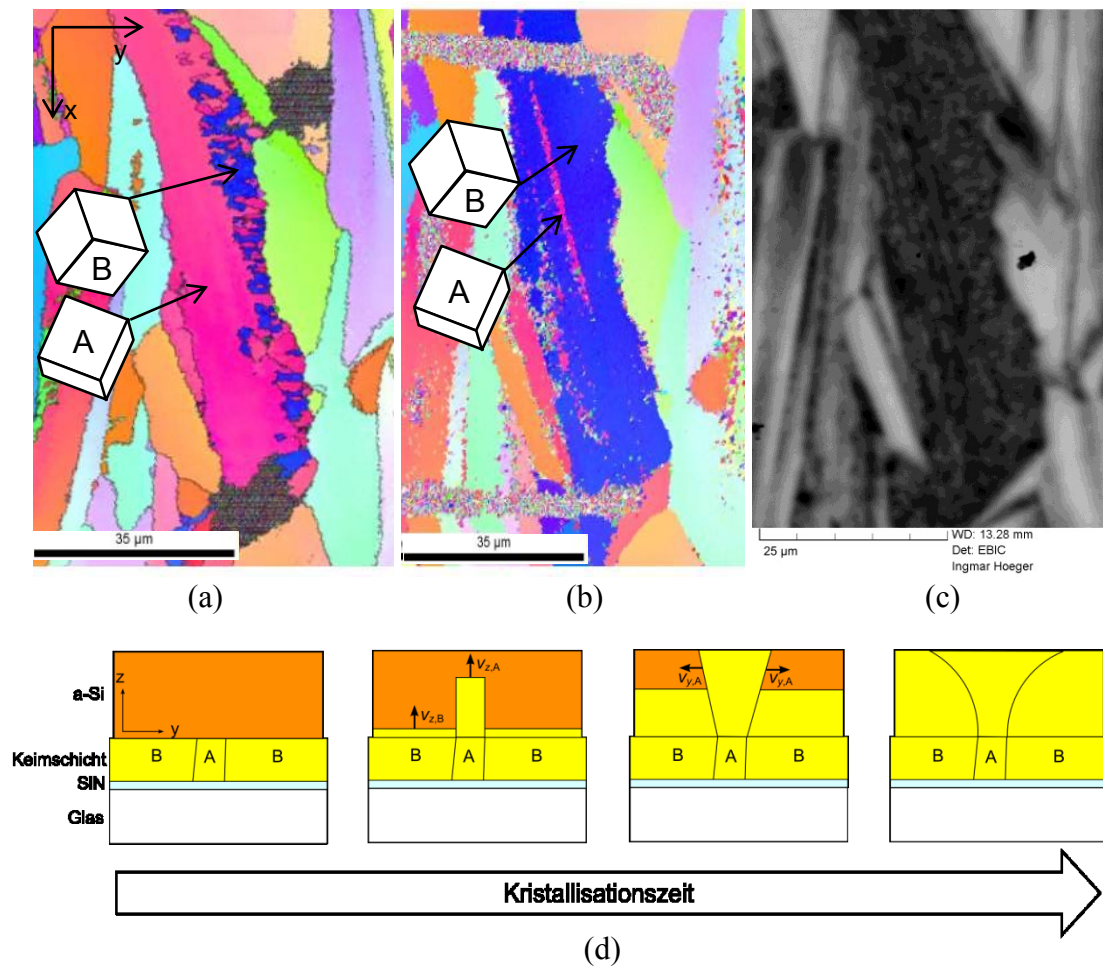 y
x
B
A
35 µm
(a)
B
A
35 µm
(b)
25 µm
WD: 13.28 mm
Det: EBIC
Ingmar Hoeger
(c)
a-Si
z
y
Keimschicht
SiN
Glas
B A B
v_z,A
v_z,B
B A B
v_y,A v_y,A
B A B
B A B
Kristallisationszeit
(d)